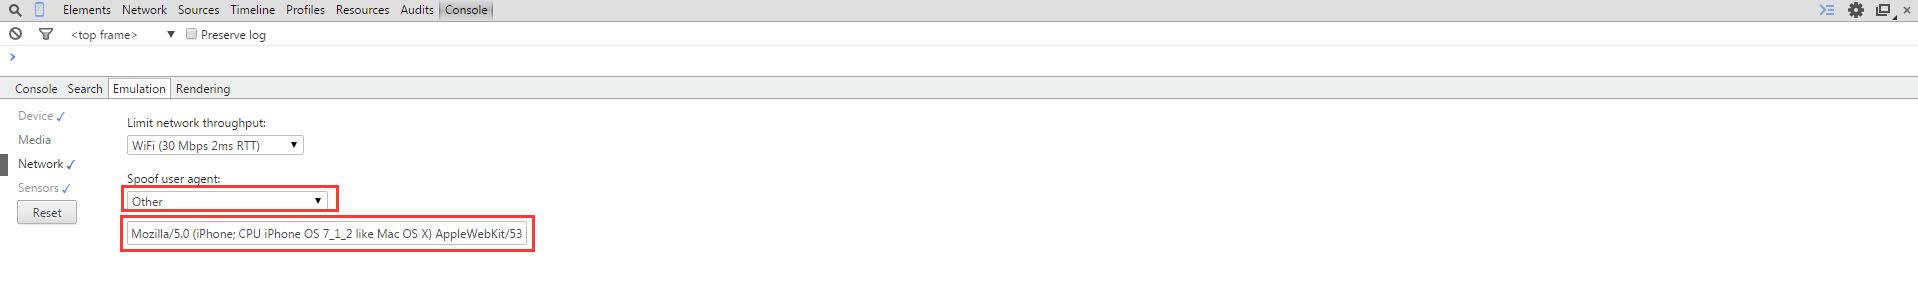 Elements Network Sources Timeline Profiles Resources Audits Console
<top frame> Preserve log
Console Search Emulation Rendering
Device
Media
Network
Sensors
Reset
Limit network throughput:
WiFi (30 Mbps 2ms RTT)
Spoof user agent:
Other
Mozilla/5.0 (iPhone; CPU iPhone OS 7_1_2 like Mac OS X) AppleWebKit/53